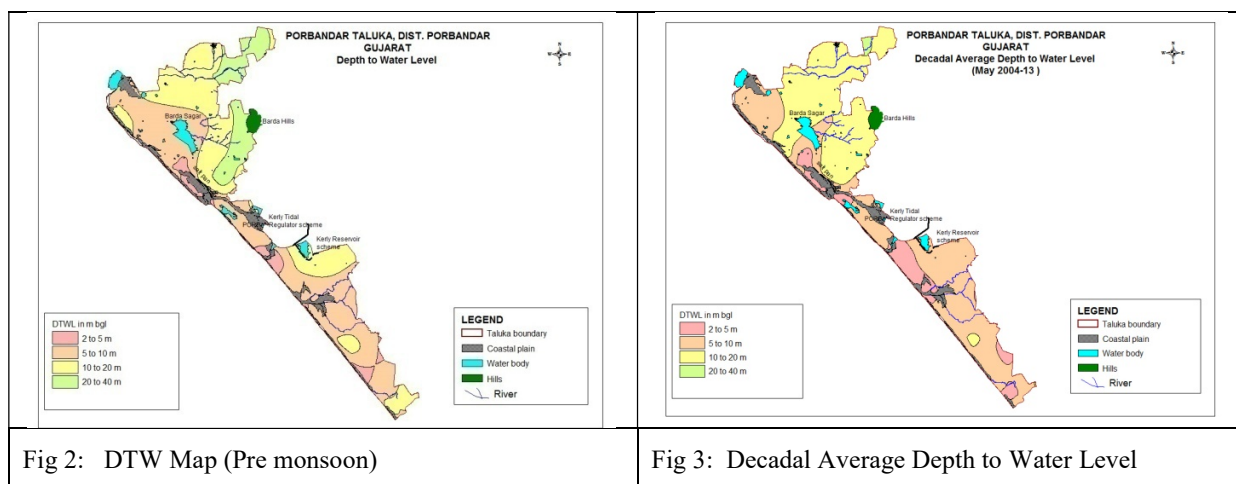 PORBANDAR TALUKA, DIST. PORBANDAR
GUJARAT
Depth to Water Level
N
W E
S
Barda Sagar
Barda Hills
Kerly Tidal
Regulator scheme
Kerly Reservoir
scheme
DTWL in m bgl
2 to 5 m
5 to 10 m
10 to 20 m
20 to 40 m
LEGEND
Taluka boundary
Coastal plain
Water body
Hills
River
Fig 2: DTW Map (Pre monsoon)
PORBANDAR TALUKA, DIST. PORBANDAR
GUJARAT
Decadal Average Depth to Water Level
(May 2004-13 )
N
W E
S
Barda Sagar
Barda Hills
Kerly Tidal
Regulator scheme
Kerly Reservoir
scheme
DTWL in m bgl
2 to 5 m
5 to 10 m
10 to 20 m
20 to 40 m
LEGEND
Taluka boundary
Coastal plain
Water body
Hills
River
Fig 3: Decadal Average Depth to Water Level